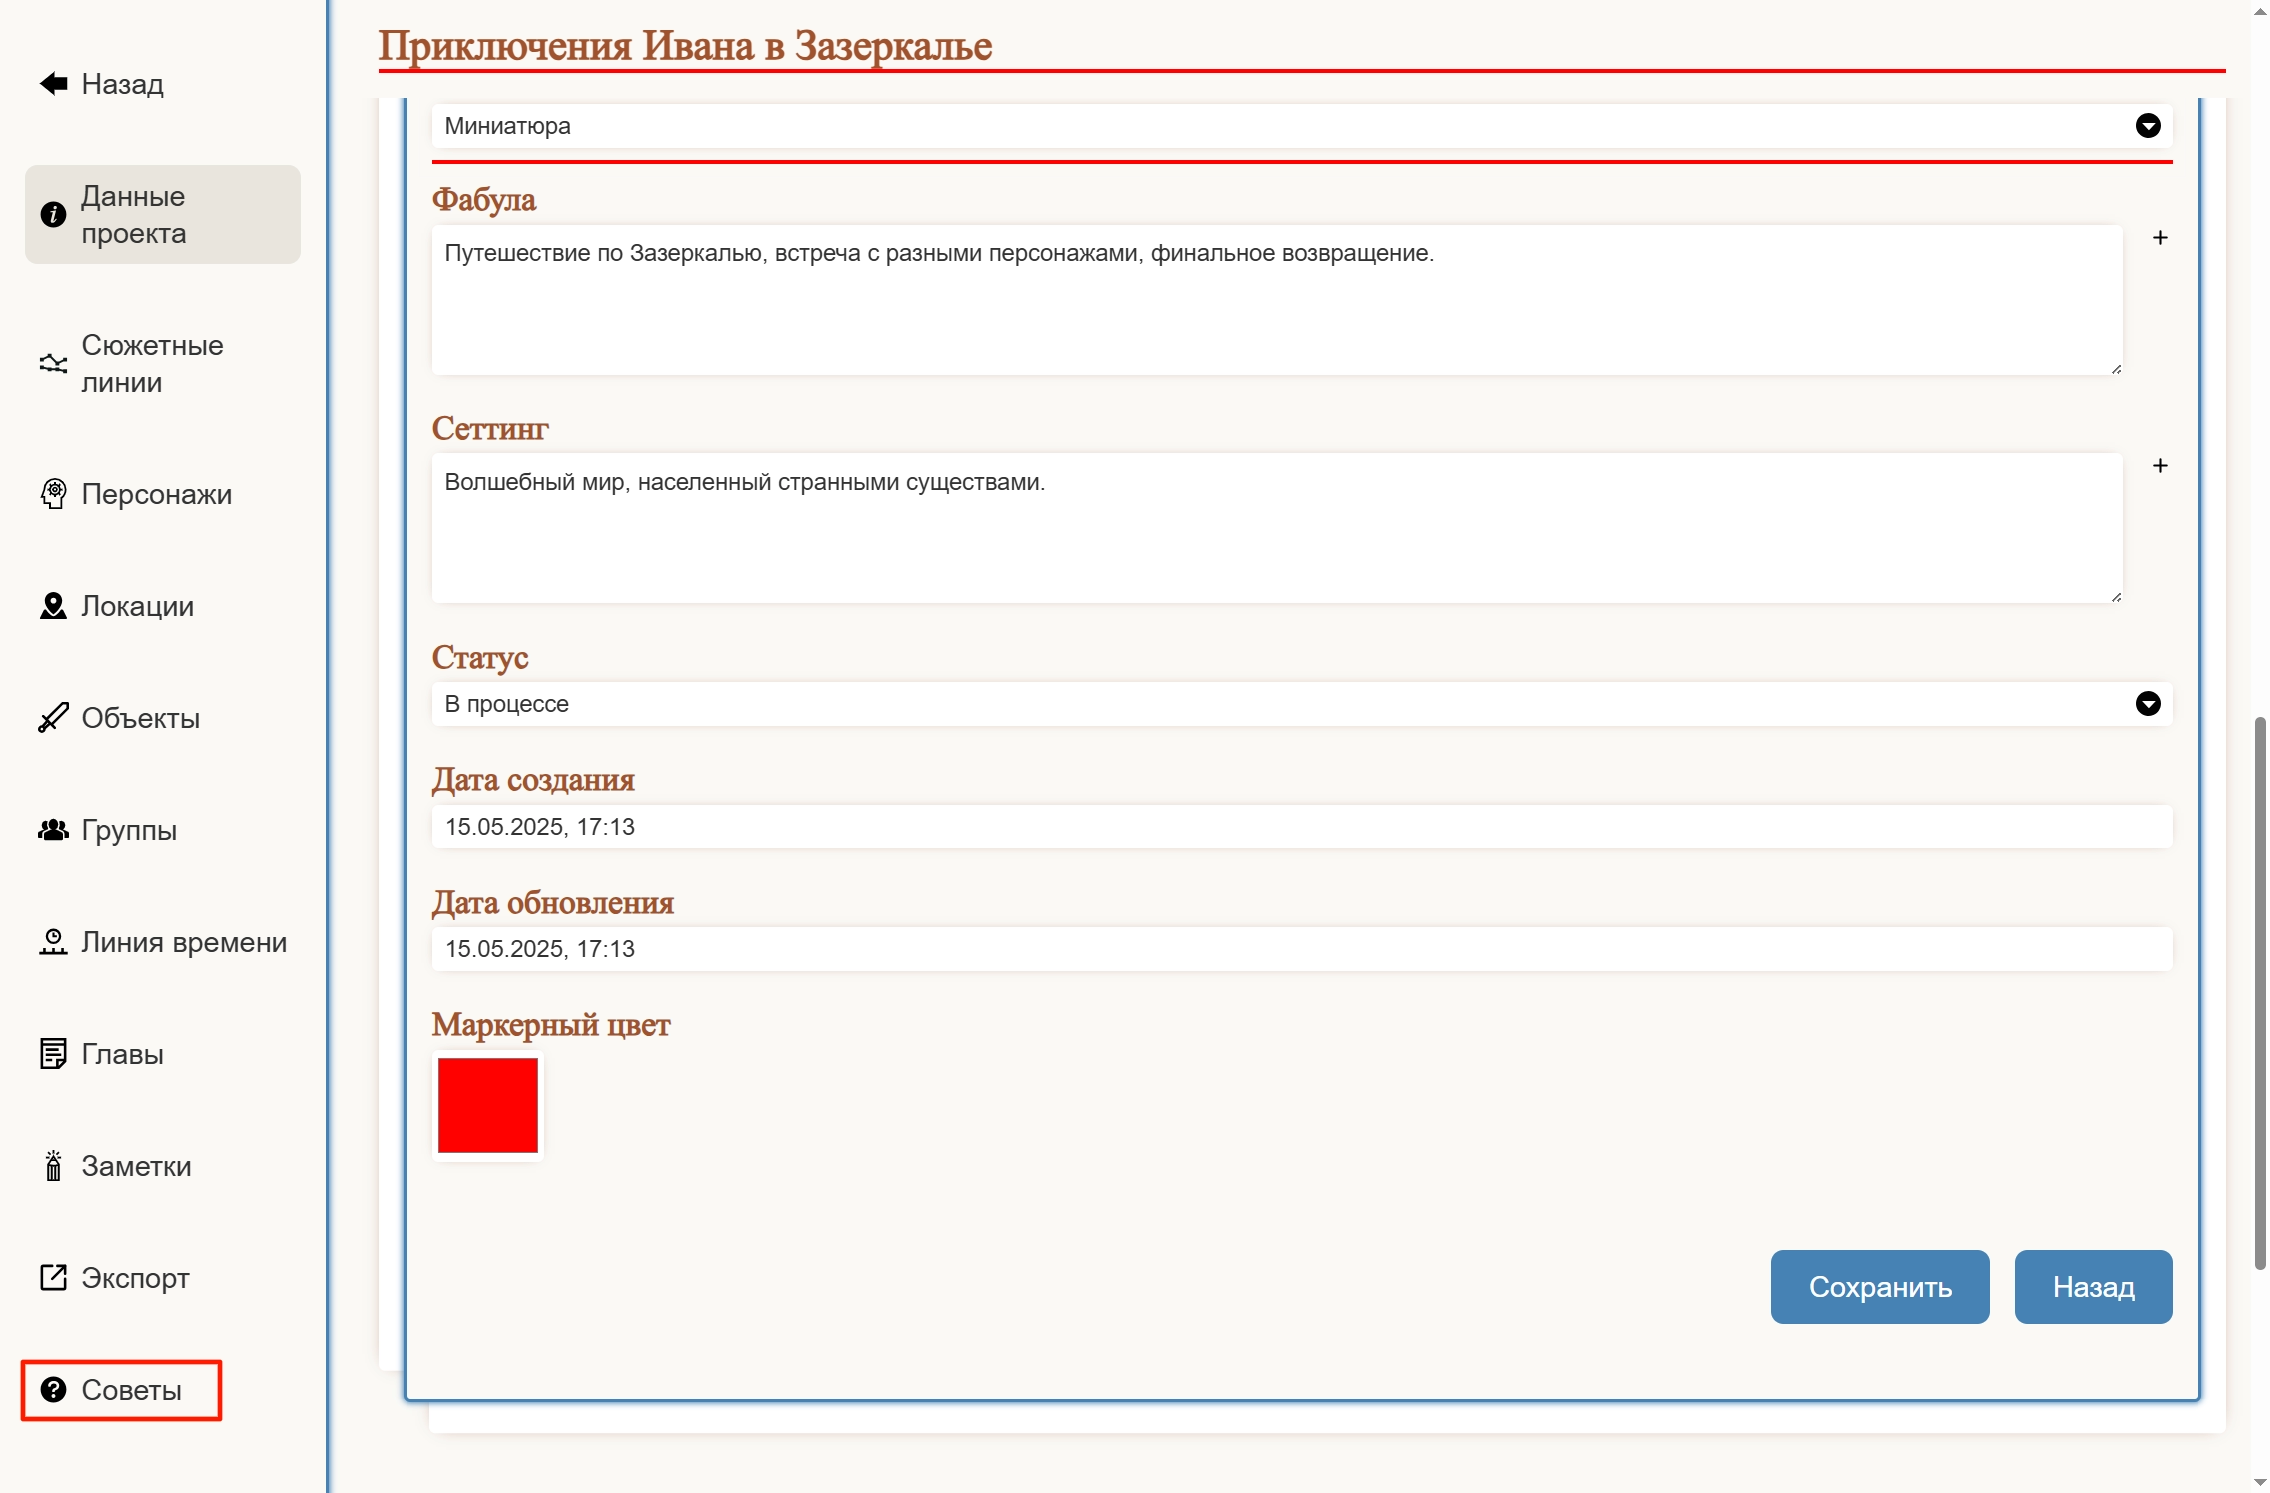 Назад
Данные
проекта
Сюжетные
линии
Персонажи
Локации
Объекты
Группы
Линия времени
Главы
Заметки
Экспорт
Советы
Приключения Ивана в Зазеркалье
Миниатюра
Фабула
Путешествие по Зазеркалью, встреча с разными персонажами, финальное возвращение.
+
Сеттинг
Волшебный мир, населенный странными существами.
+
Статус
В процессе
Дата создания
15.05.2025, 17:13
Дата обновления
15.05.2025, 17:13
Маркерный цвет
Сохранить
Назад